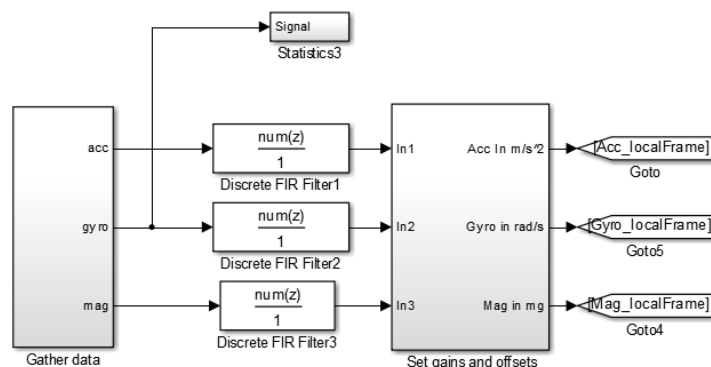 Signal
Statistics3
acc
num(z)
1
Discrete FIR Filter1
In1
Acc In m/s^2
[Acc_localFrame]
Goto
gyro
num(z)
1
Discrete FIR Filter2
In2
Gyro in rad/s
[Gyro_localFrame]
Goto5
mag
num(z)
1
Discrete FIR Filter3
In3
Mag in mg
[Mag_localFrame]
Goto4
Gather data
Set gains and offsets